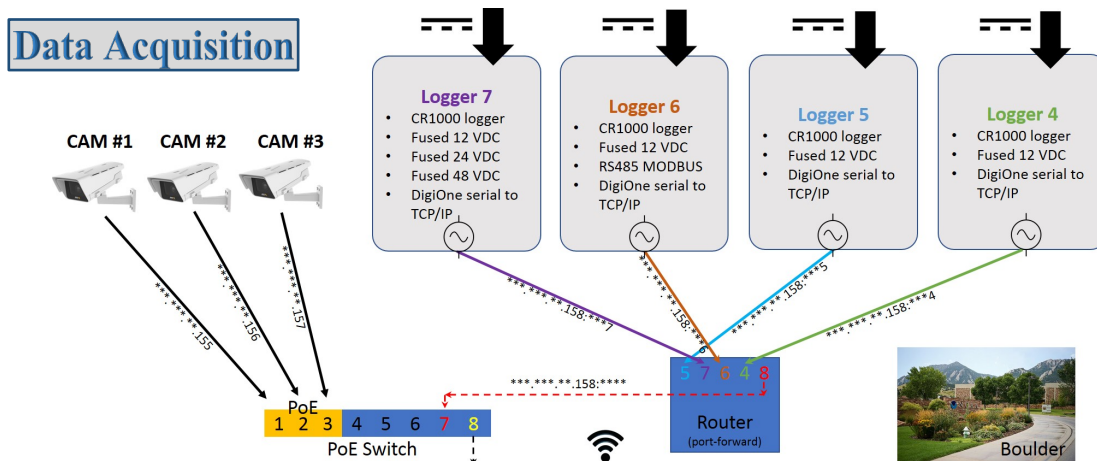 Data Acquisition
CAM #1
CAM #2
CAM #3
***.***.**.155
***.***.**.156
***.***.**.157
Logger 7
• CR1000 logger
• Fused 12 VDC
• Fused 24 VDC
• Fused 48 VDC
• DigiOne serial to
TCP/IP
Logger 6
• CR1000 logger
• Fused 12 VDC
• RS485 MODBUS
• DigiOne serial to
TCP/IP
Logger 5
• CR1000 logger
• Fused 12 VDC
• DigiOne serial to
TCP/IP
Logger 4
• CR1000 logger
• Fused 12 VDC
• DigiOne serial to
TCP/IP
***.***.**.158:***7
***.***.**.158:***6
***.***.**.158:***5
***.***.**.158:***4
5 7 6 4 8
Router
(port-forward)
***.***.**.158:****
PoE
1 2 3 4 5 6 7 8
PoE Switch
Boulder